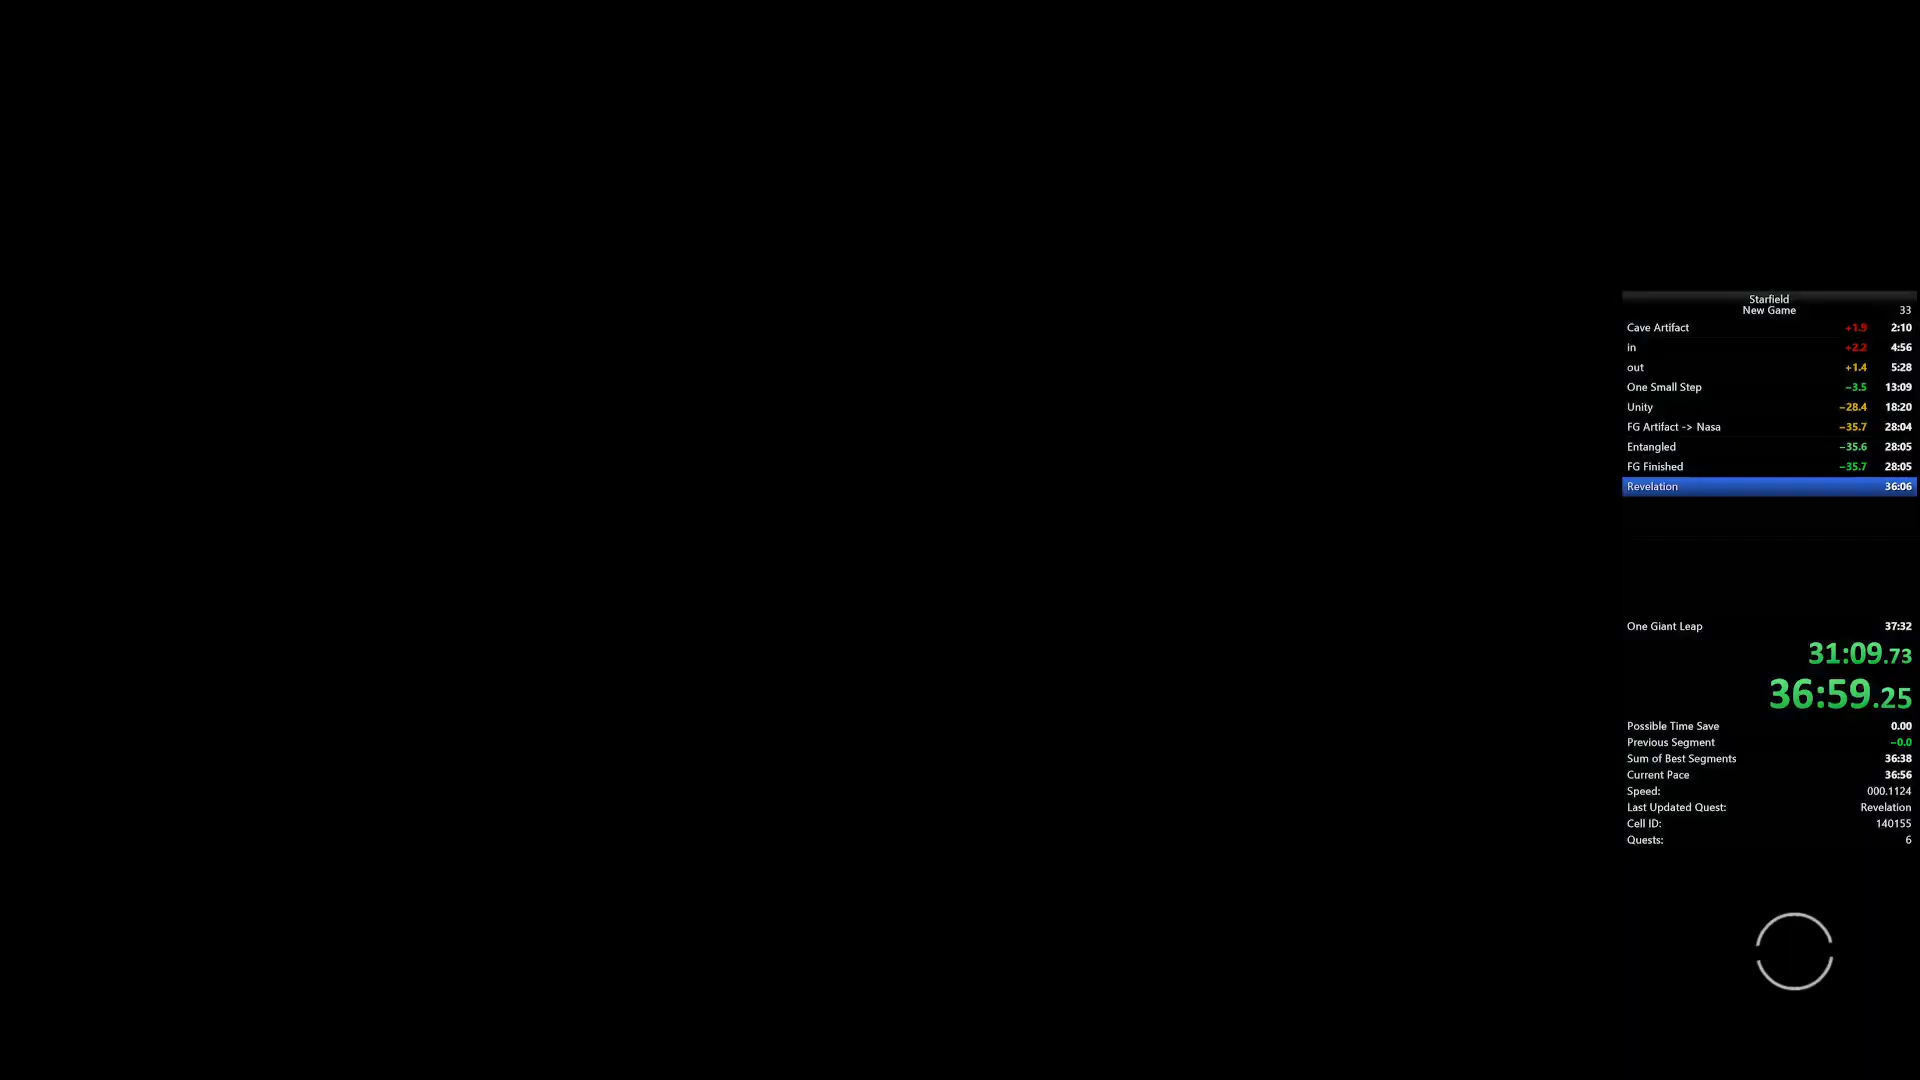 Starfield
New Game 33
Cave Artifact +1.9 2:10
in +2.2 4:56
out +1.4 5:28
One Small Step −3.5 13:09
Unity −28.4 18:20
FG Artifact -> Nasa −35.7 28:04
Entangled −35.6 28:05
FG Finished −35.7 28:05
Revelation 36:06
One Giant Leap 37:32
31:09.73
36:59.25
Possible Time Save 0.00
Previous Segment −0.0
Sum of Best Segments 36:38
Current Pace 36:56
Speed: 000.1124
Last Updated Quest: Revelation
Cell ID: 140155
Quests: 6